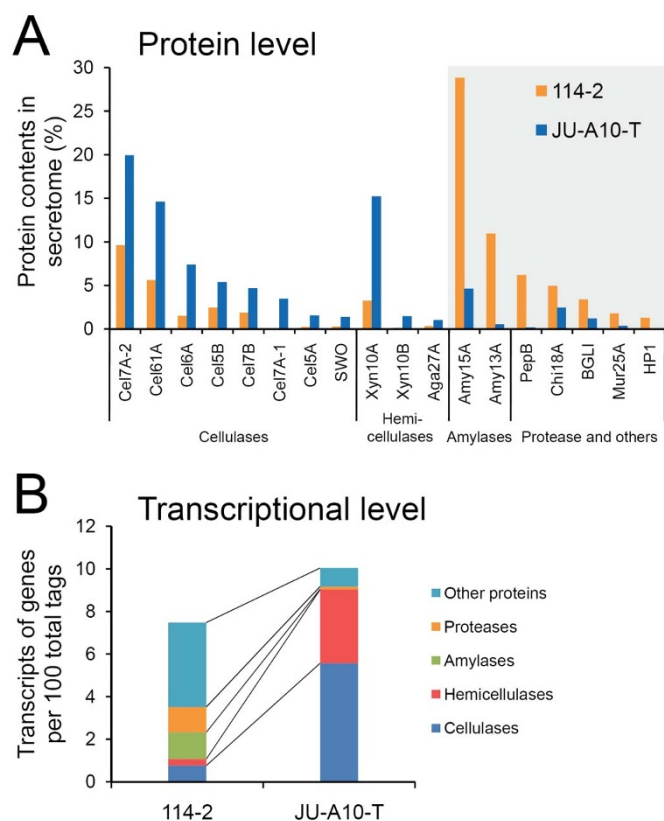 A Protein level
Protein contents in
secretome (%)
30
25
20
15
10
5
0
114-2
JU-A10-T
Cel7A-2
Cel61A
Cel6A
Cel5B
Cel7B
Cel7A-1
Cel5A
SWO
Xyn10A
Xyn10B
Aga27A
Amy15A
Amy13A
PepB
Chi18A
BGLI
Mur25A
HP1
Cellulases
Hemi-
cellulases
Amylases
Protease and others
B Transcriptional level
Transcripts of genes
per 100 total tags
12
10
8
6
4
2
0
114-2
JU-A10-T
Other proteins
Proteases
Amylases
Hemicellulases
Cellulases